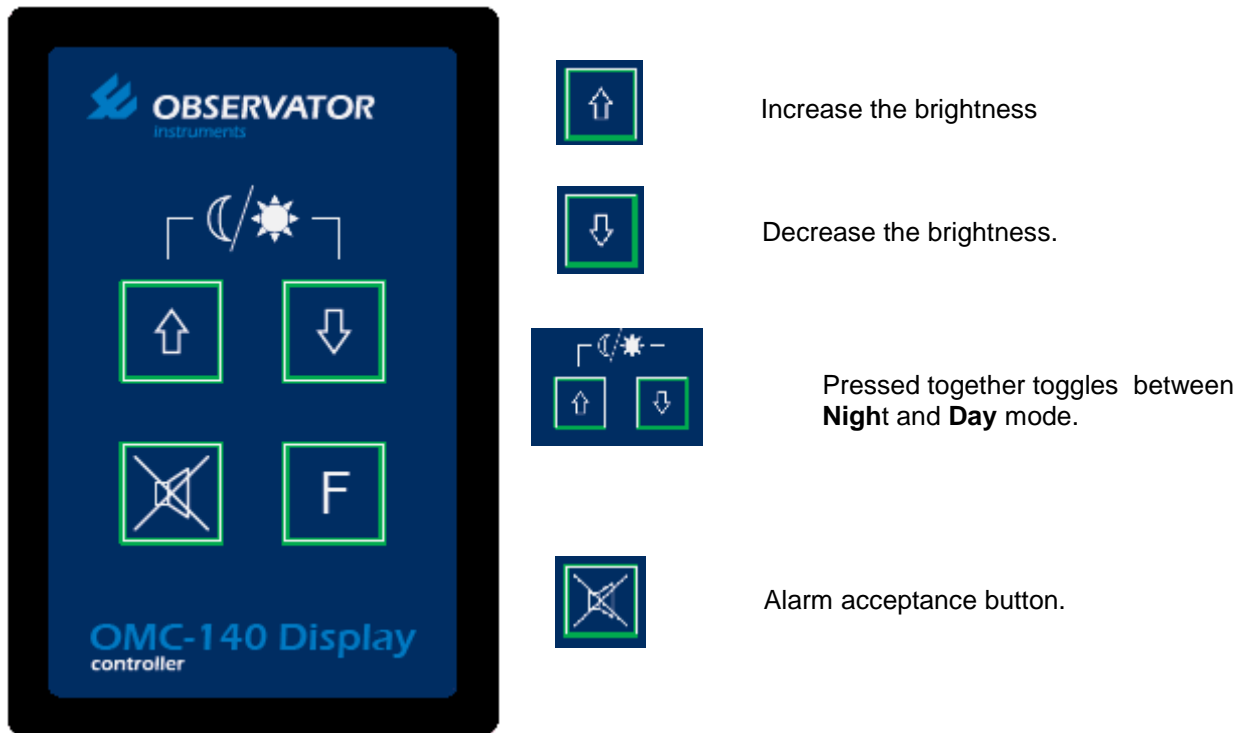 OBSERVATOR
instruments
F
OMC-140 Display
controller
Increase the brightness
Decrease the brightness.
Pressed together toggles between
Night and Day mode.
Alarm acceptance button.